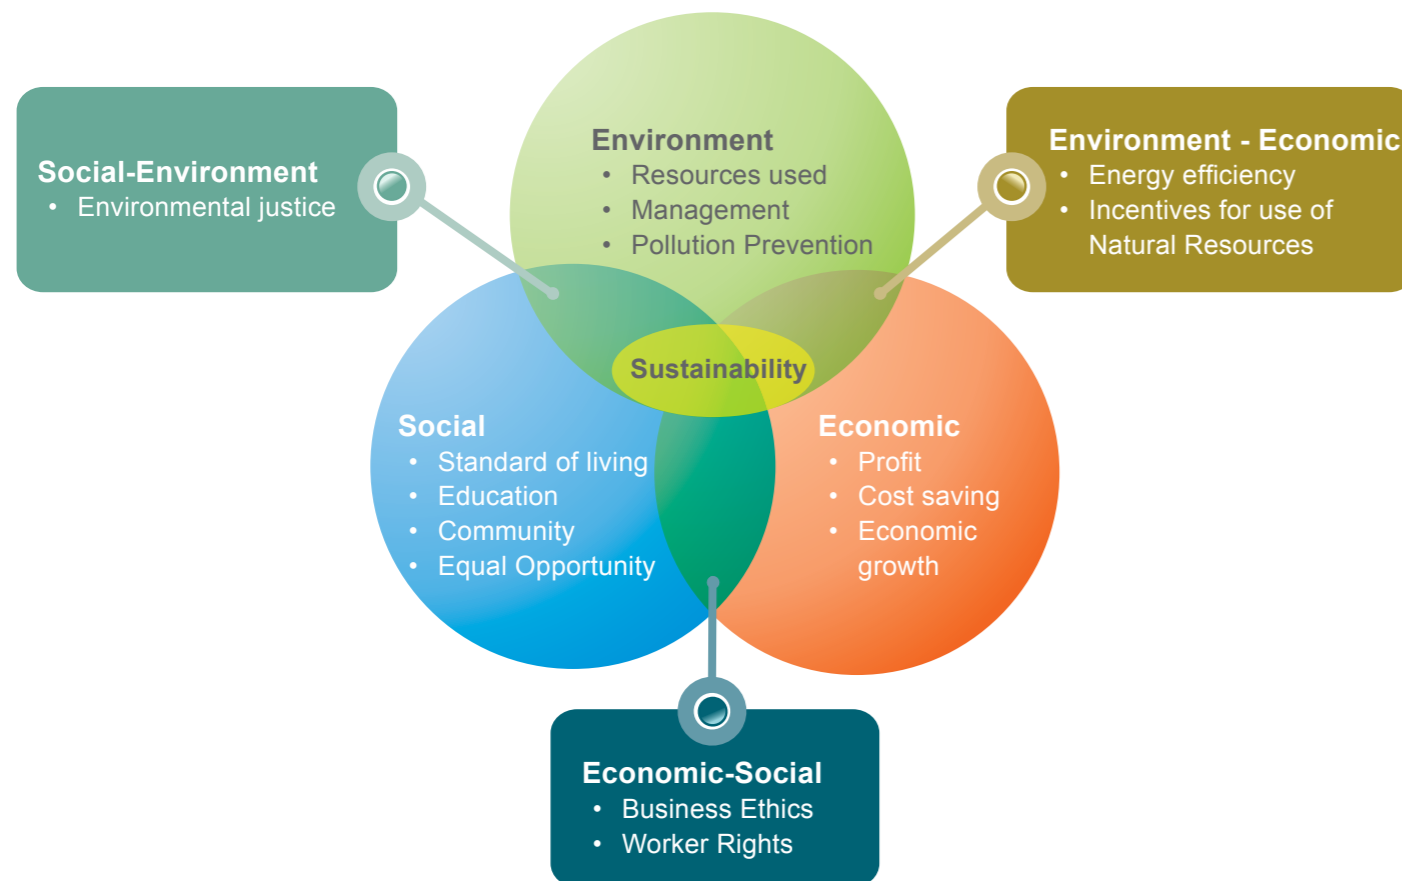 Environment
• Resources used
• Management
• Pollution Prevention
Social-Environment
• Environmental justice
Environment - Economic
• Energy efficiency
• Incentives for use of
Natural Resources
Sustainability
Social
• Standard of living
• Education
• Community
• Equal Opportunity
Economic
• Profit
• Cost saving
• Economic
growth
Economic-Social
• Business Ethics
• Worker Rights